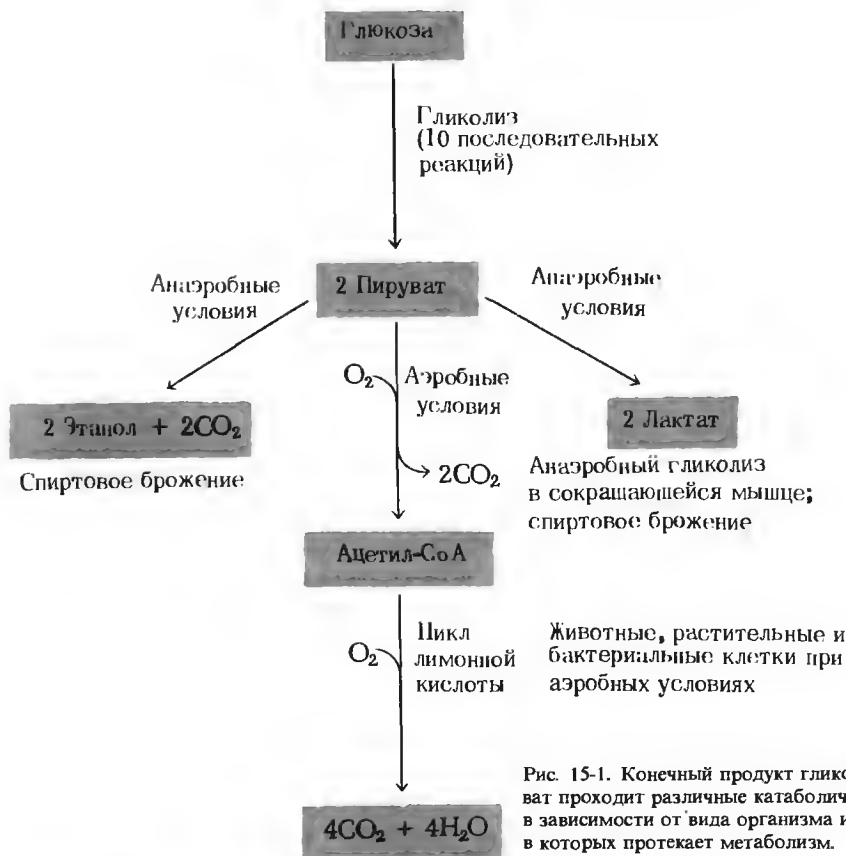 Глюкоза
Гликолиз
(10 последовательных
реакций)
Анаэробные
условия
2 Пируват
Анаэробные
условия
O₂
Аэробные
условия
2 Этанол + 2CO₂
2 Лактат
Спиртовое брожение
2CO₂
Анаэробный гликолиз
в сокращающейся мышце;
спиртовое брожение
Ацетил-CoA
O₂
Цикл
лимонной
кислоты
Животные, растительные и
бактериальные клетки при
аэробных условиях
4CO₂ + 4H₂O
Рис. 15-1. Конечный продукт глик
ват проходит различные катаболич
в зависимости от вида организма и
в которых протекает метаболизм.